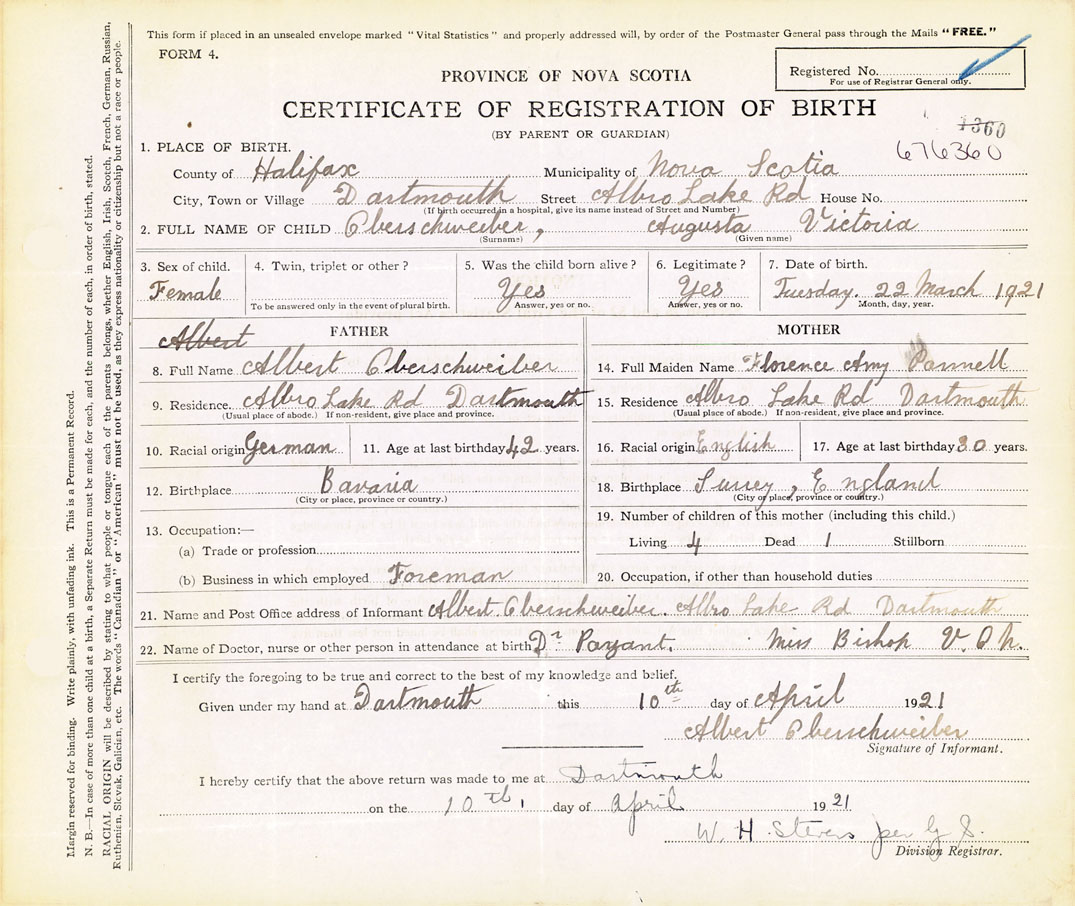 This form if placed in an unsealed envelope marked "Vital Statistics" and properly addressed will, by order of the Postmaster General pass through the Mails "FREE."
FORM 4.
Registered No.
For use of Registrar General only.
PROVINCE OF NOVA SCOTIA
CERTIFICATE OF REGISTRATION OF BIRTH
(BY PARENT OR GUARDIAN)
1360
676360
1. PLACE OF BIRTH.
County of Halifax Municipality of Nova Scotia
City, Town or Village Dartmouth Street Albro Lake Rd House No.
(If birth occurred in a hospital, give its name instead of Street and Number)
2. FULL NAME OF CHILD Oberschweiber, Augusta Victoria
(Surname) (Given name)
3. Sex of child. 4. Twin, triplet or other? 5. Was the child born alive? 6. Legitimate? 7. Date of birth.
Female Yes Yes Tuesday. 22 March 1921
To be answered only in the event of plural birth. Answer, yes or no. Answer, yes or no. Month, day, year.
Albert FATHER MOTHER
8. Full Name Albert Oberschweiber 14. Full Maiden Name Florence Amy Pannell
9. Residence. Albro Lake Rd Dartmouth 15. Residence Albro Lake Rd Dartmouth
(Usual place of abode.) If non-resident, give place and province. (Usual place of abode.) If non-resident, give place and province.
10. Racial origin German 11. Age at last birthday 42 years. 16. Racial origin English 17. Age at last birthday 30 years.
12. Birthplace Bavaria 18. Birthplace Surrey, England
(City or place, province or country.) (City or place, province or country.)
13. Occupation:— 19. Number of children of this mother (including this child.)
(a) Trade or profession Living 4 Dead 1 Stillborn
(b) Business in which employed Foreman 20. Occupation, if other than household duties
21. Name and Post Office address of Informant Albert Oberschweiber. Albro Lake Rd Dartmouth
22. Name of Doctor, nurse or other person in attendance at birth Dr Payzant. Miss Bishop V.O.N.
I certify the foregoing to be true and correct to the best of my knowledge and belief.
Given under my hand at Dartmouth this 10th day of April 1921
Albert Oberschweiber
Signature of Informant.
I hereby certify that the above return was made to me at Dartmouth
on the 10th, day of April 1921
W. H. Stevens per G S.
Division Registrar.
Margin reserved for binding. Write plainly, with unfading ink. This is a Permanent Record.
N. B.—In case of more than one child at a birth, a Separate Return must be made for each, and the number of each, in order of birth, stated.
RACIAL ORIGIN will be described by stating to what people or tongue each of the parents belongs, whether English, Irish, Scotch, French, German, Russian,
Ruthenien, Slovak, Galician, etc. The words "Canadian" or "American" must not be used, as they express nationality or citizenship but not a race or people.